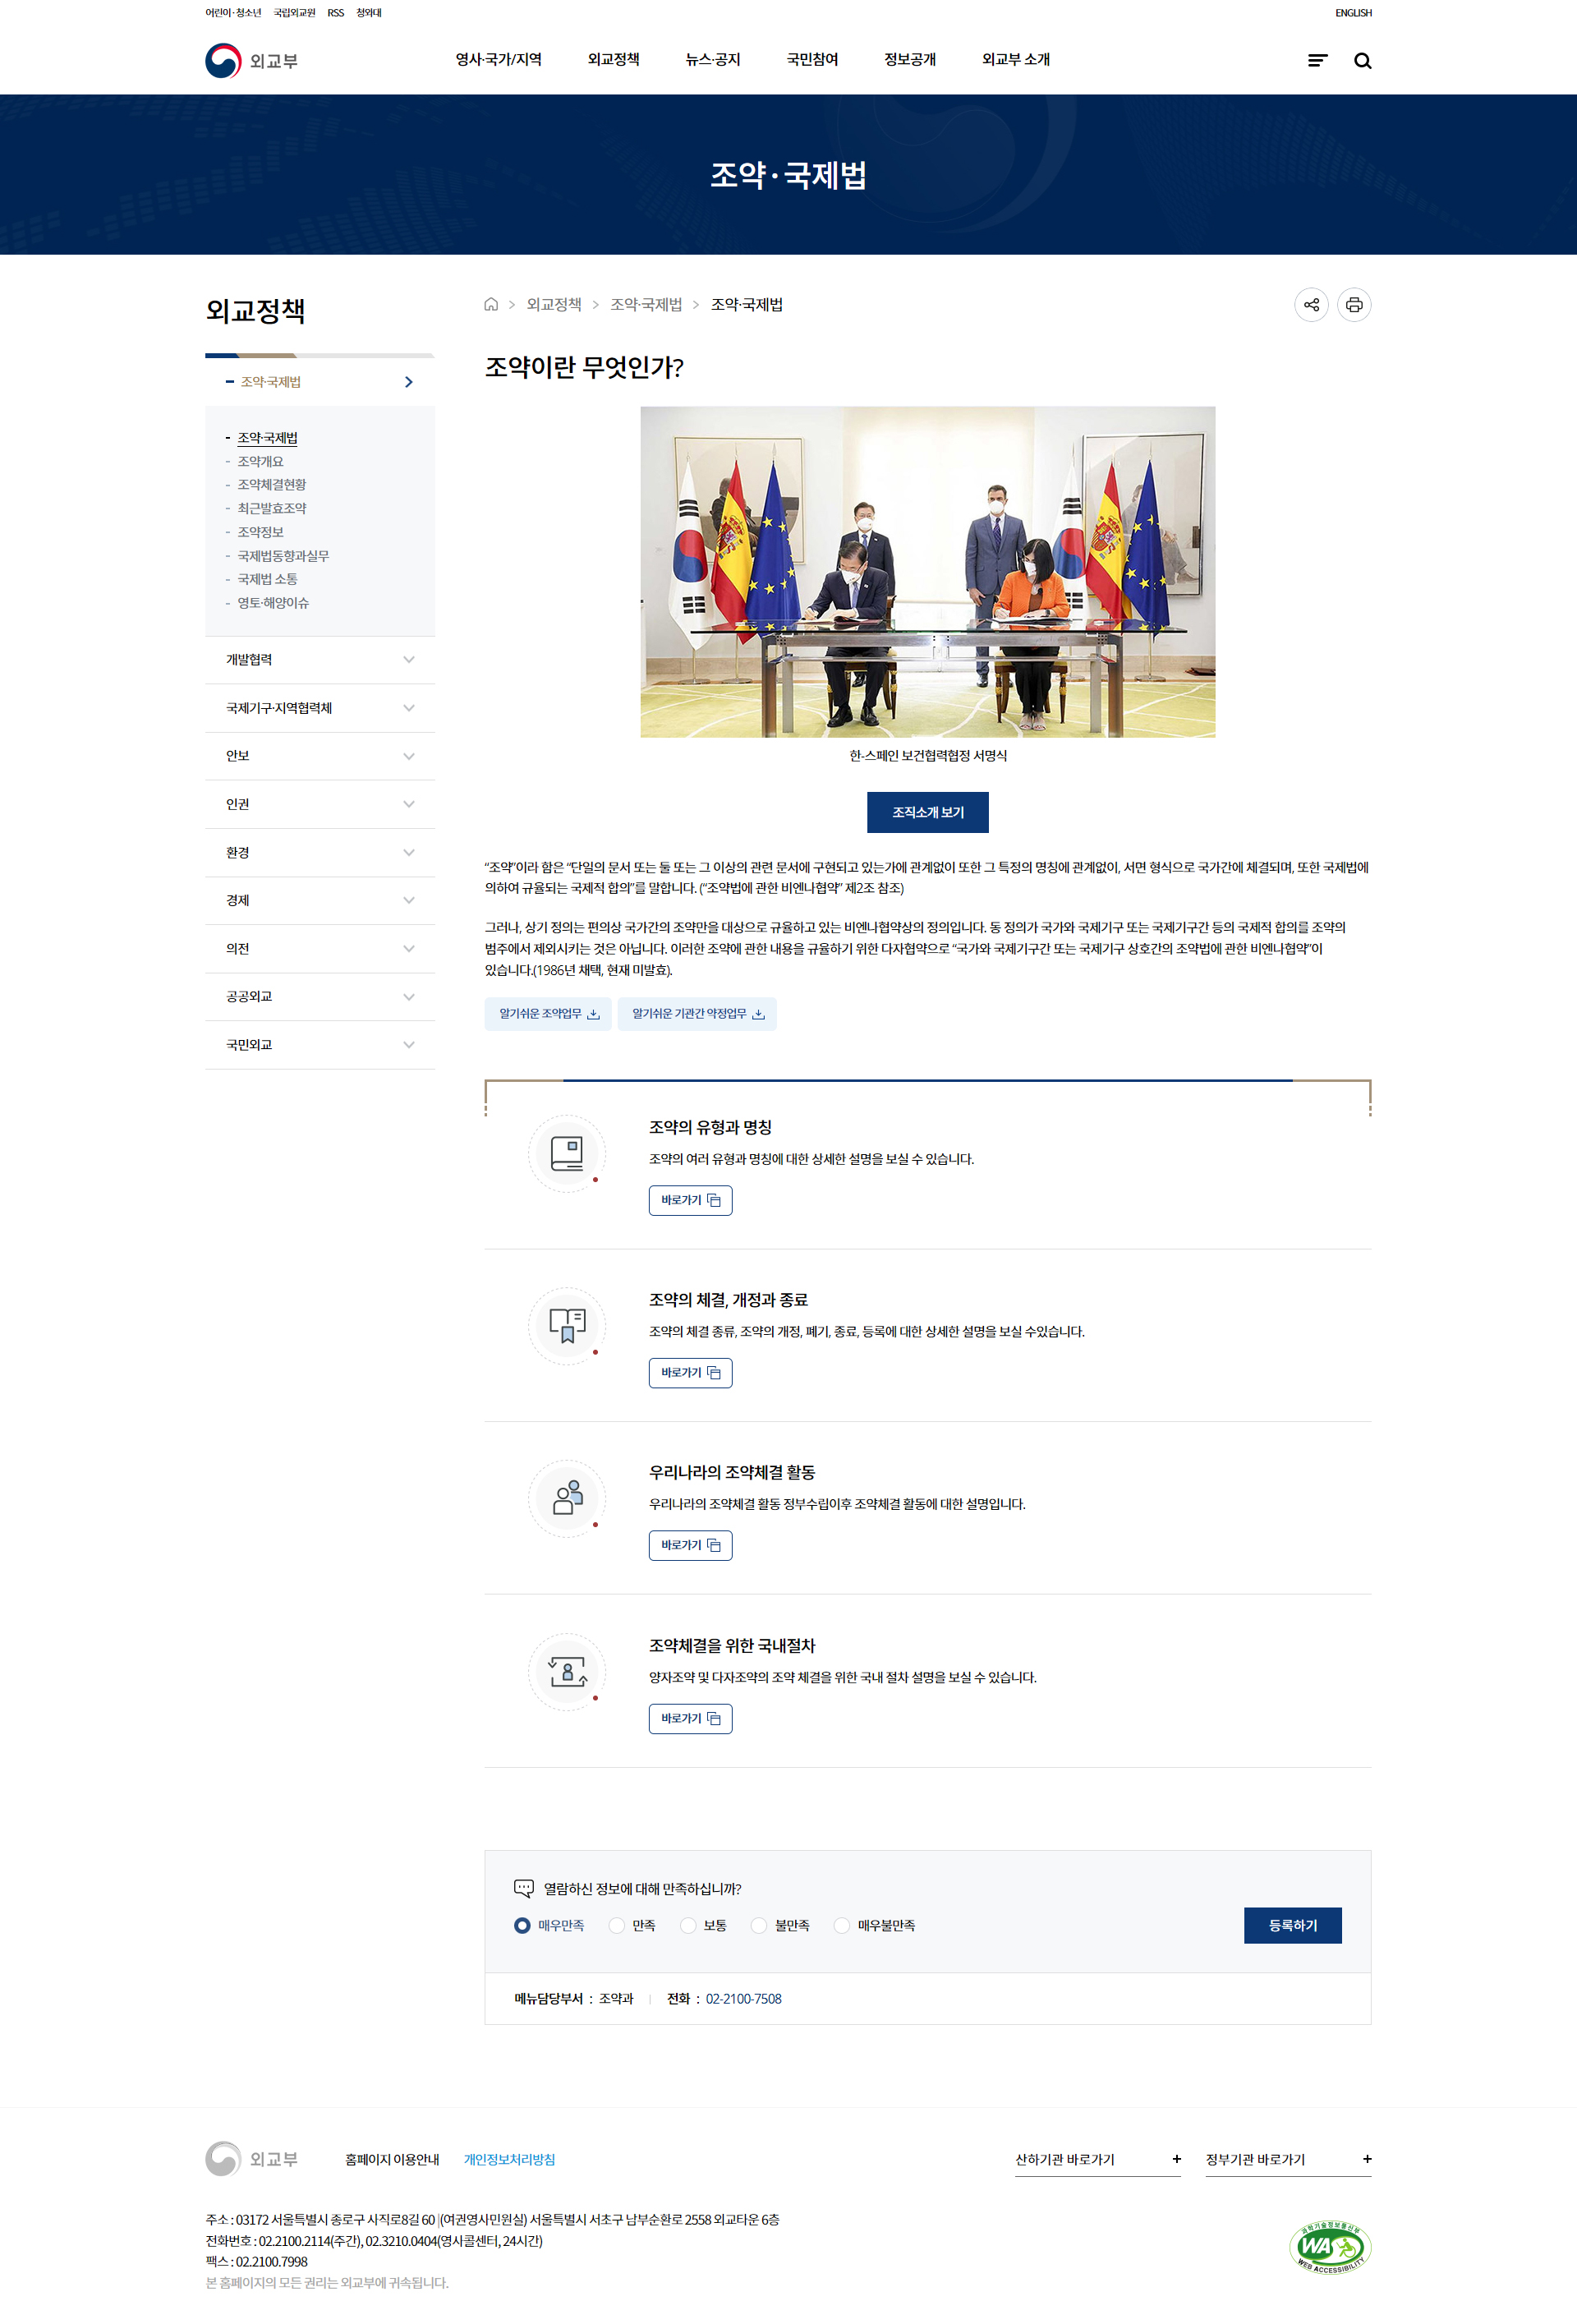 어린이·청소년 국립외교원 RSS 청와대 ENGLISH
외교부 영사·국가/지역 외교정책 뉴스·공지 국민참여 정보공개 외교부 소개
조약·국제법
외교정책
조약·국제법
조약·국제법
조약개요
조약체결현황
최근발효조약
조약정보
국제법동향과실무
국제법 소통
영토·해양이슈
개발협력
국제기구·지역협력체
안보
인권
환경
경제
의전
공공외교
국민외교
외교정책 조약·국제법 조약·국제법
조약이란 무엇인가?
한-스페인 보건협력협정 서명식
조직소개 보기
“조약”이라 함은 “단일의 문서 또는 둘 또는 그 이상의 관련 문서에 구현되고 있는가에 관계없이 또한 그 특정의 명칭에 관계없이, 서면 형식으로 국가간에 체결되며, 또한 국제법에
의하여 규율되는 국제적 합의”를 말합니다. (“조약법에 관한 비엔나협약” 제2조 참조)
그러나, 상기 정의는 편의상 국가간의 조약만을 대상으로 규율하고 있는 비엔나협약상의 정의입니다. 동 정의가 국가와 국제기구 또는 국제기구간 등의 국제적 합의를 조약의
범주에서 제외시키는 것은 아닙니다. 이러한 조약에 관한 내용을 규율하기 위한 다자협약으로 “국가와 국제기구간 또는 국제기구 상호간의 조약법에 관한 비엔나협약”이
있습니다.(1986년 채택, 현재 미발효).
알기쉬운 조약업무 알기쉬운 기관간 약정업무
조약의 유형과 명칭
조약의 여러 유형과 명칭에 대한 상세한 설명을 보실 수 있습니다.
바로가기
조약의 체결, 개정과 종료
조약의 체결 종류, 조약의 개정, 폐기, 종료, 등록에 대한 상세한 설명을 보실 수있습니다.
바로가기
우리나라의 조약체결 활동
우리나라의 조약체결 활동 정부수립이후 조약체결 활동에 대한 설명입니다.
바로가기
조약체결을 위한 국내절차
양자조약 및 다자조약의 조약 체결을 위한 국내 절차 설명을 보실 수 있습니다.
바로가기
열람하신 정보에 대해 만족하십니까?
매우만족 만족 보통 불만족 매우불만족 등록하기
메뉴담당부서 : 조약과 | 전화 : 02-2100-7508
외교부 홈페이지 이용안내 개인정보처리방침 산하기관 바로가기 + 정부기관 바로가기 +
주소 : 03172 서울특별시 종로구 사직로8길 60 |(여권영사민원실) 서울특별시 서초구 남부순환로 2558 외교타운 6층
전화번호 : 02.2100.2114(주간), 02.3210.0404(영사콜센터, 24시간)
팩스 : 02.2100.7998
본 홈페이지의 모든 권리는 외교부에 귀속됩니다.
과학기술정보통신부
WA
WEB ACCESSIBILITY